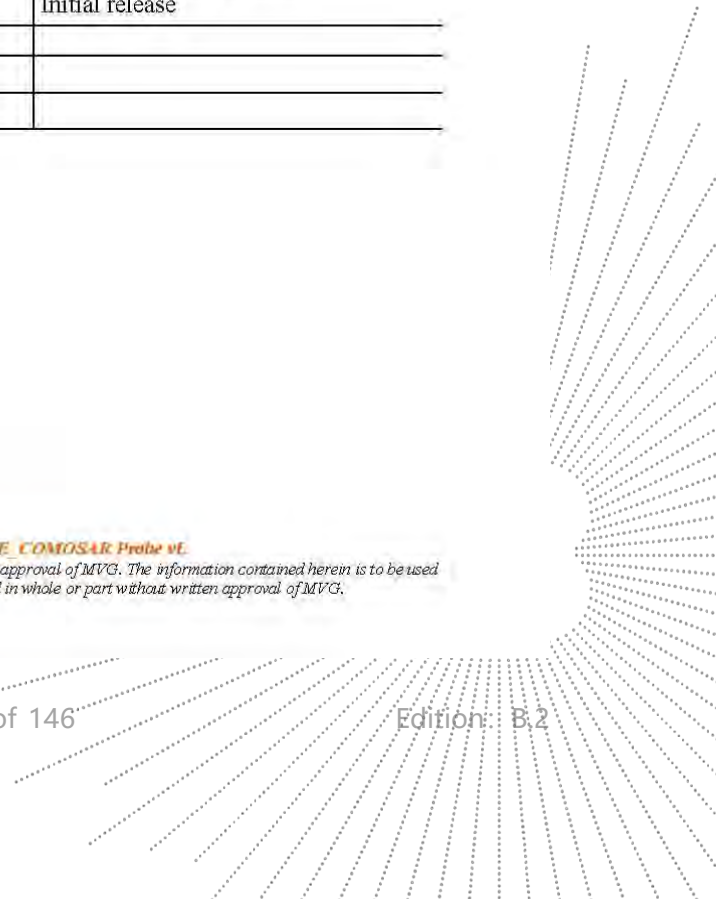 Initial release
E_COMOSAR Probe vL
approval of MVG. The information contained herein is to be used
in whole or part without written approval of MVG.
of 146
Edition: B.2